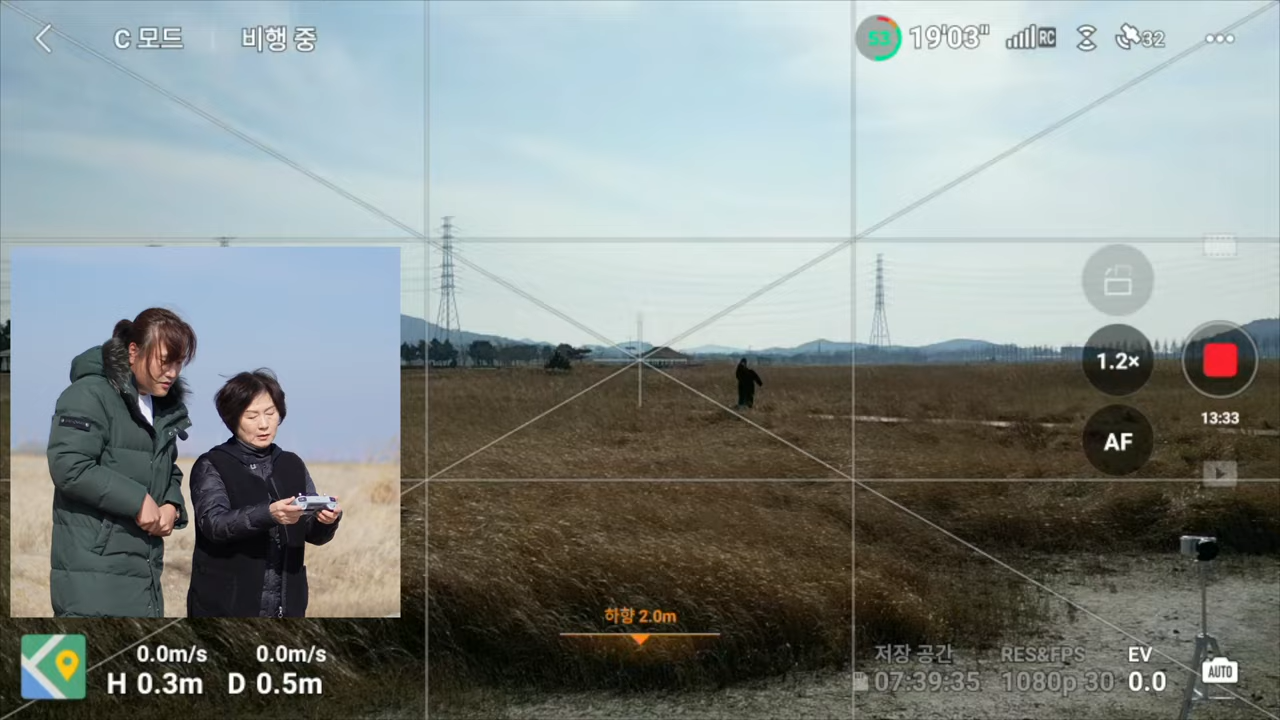 C 모드
비행 중
53
19'03"
RC
32
1.2×
AF
13:33
하향 2.0m
0.0m/s
0.0m/s
H 0.3m
D 0.5m
저장 공간
07:39:35
RES&FPS
1080p 30
EV
0.0
AUTO